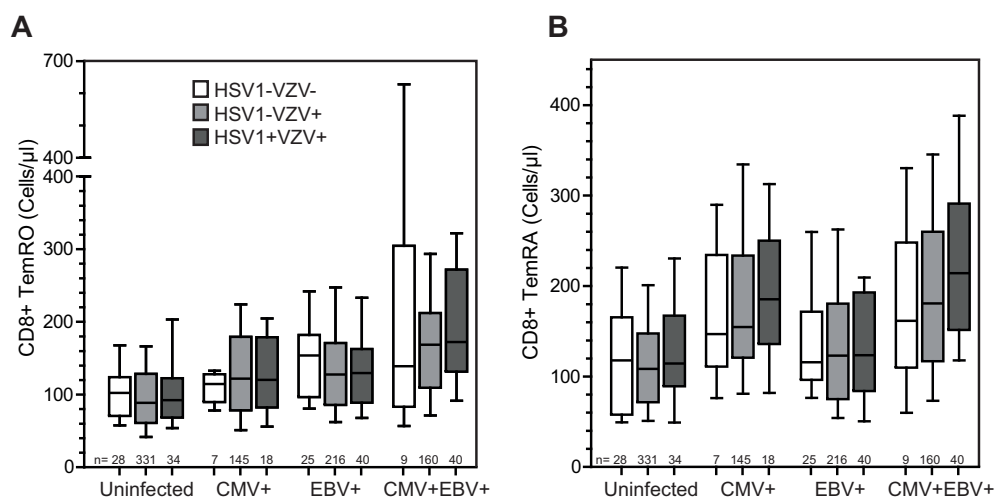 A
CD8+ TemRO (Cells/µl)
700
400
400
300
200
100
0
HSV1-VZV-
HSV1-VZV+
HSV1+VZV+
n= 28 331 34 7 145 18 25 216 40 9 160 40
Uninfected CMV+ EBV+ CMV+EBV+
B
CD8+ TemRA (Cells/µl)
400
300
200
100
0
n= 28 331 34 7 145 18 25 216 40 9 160 40
Uninfected CMV+ EBV+ CMV+EBV+